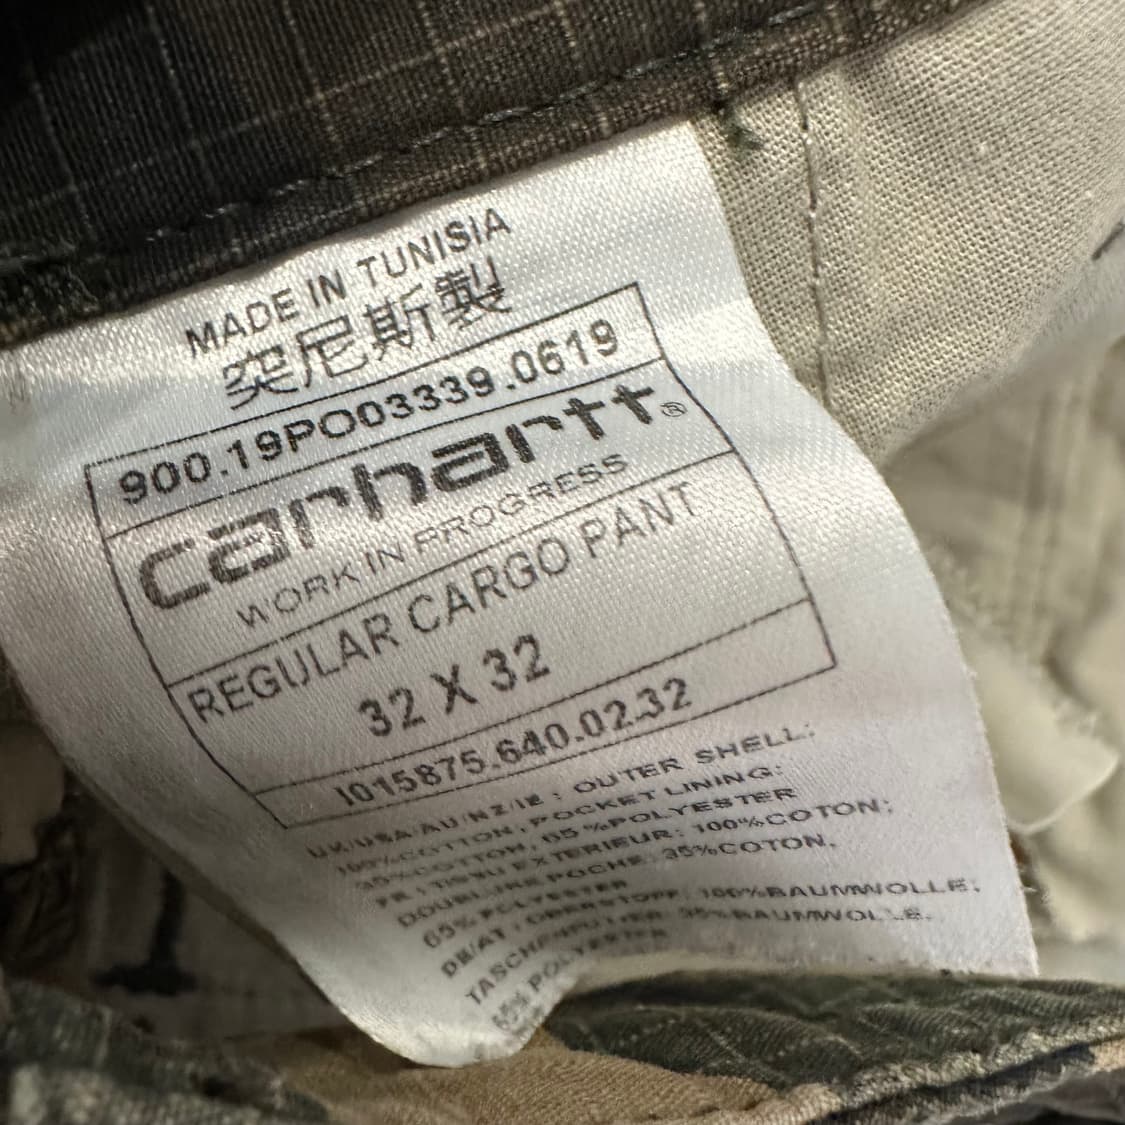 MADE IN TUNISIA
突尼斯製
900.19PO03339.0619
carhartt®
WORK IN PROGRESS
REGULAR CARGO PANT
32 X 32
I015875.640.02.32
UK/USA/AU/NZ/IE : OUTER SHELL:
100%COTTON, POCKET LINING:
35%COTTON, 65%POLYESTER
FR : TISSU EXTERIEUR: 100%COTON;
DOUBLURE POCHE: 35%COTON.
65%POLYESTER
DE/AT : OBERSTOFF: 100%BAUMWOLLE;
TASCHENFUTTER: 35%BAUMWOLLE.
65% POLYESTER